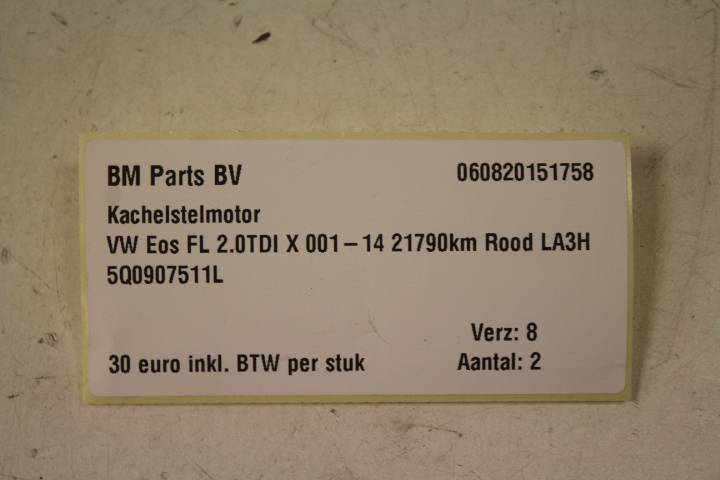 BM Parts BV 060820151758
Kachelstelmotor
VW Eos FL 2.0TDI X 001-14 21790km Rood LA3H
5Q0907511L
Verz: 8
30 euro inkl. BTW per stuk Aantal: 2